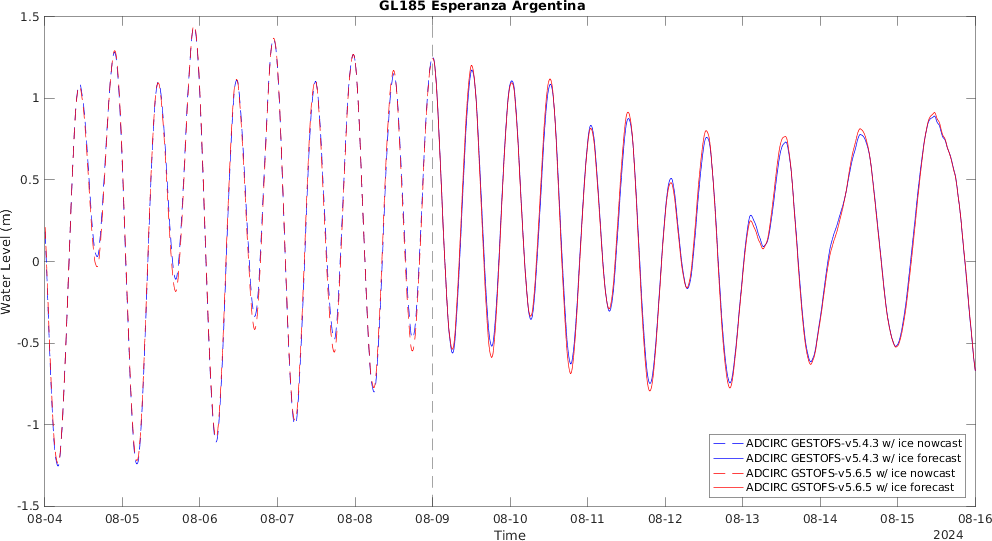 GL185 Esperanza Argentina
1.5
1
0.5
0
-0.5
-1
-1.5
Water Level (m)
ADCIRC GESTOFS-v5.4.3 w/ ice nowcast
ADCIRC GESTOFS-v5.4.3 w/ ice forecast
ADCIRC GSTOFS-v5.6.5 w/ ice nowcast
ADCIRC GSTOFS-v5.6.5 w/ ice forecast
08-04 08-05 08-06 08-07 08-08 08-09 08-10 08-11 08-12 08-13 08-14 08-15 08-16
Time
2024